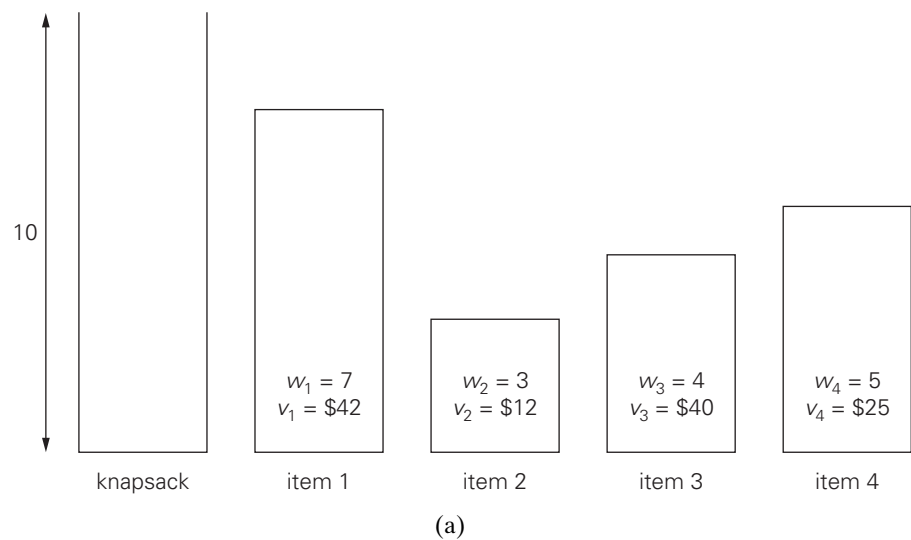 10
w₁ = 7
v₁ = $42
w₂ = 3
v₂ = $12
w₃ = 4
v₃ = $40
w₄ = 5
v₄ = $25
knapsack
item 1
item 2
item 3
item 4
(a)